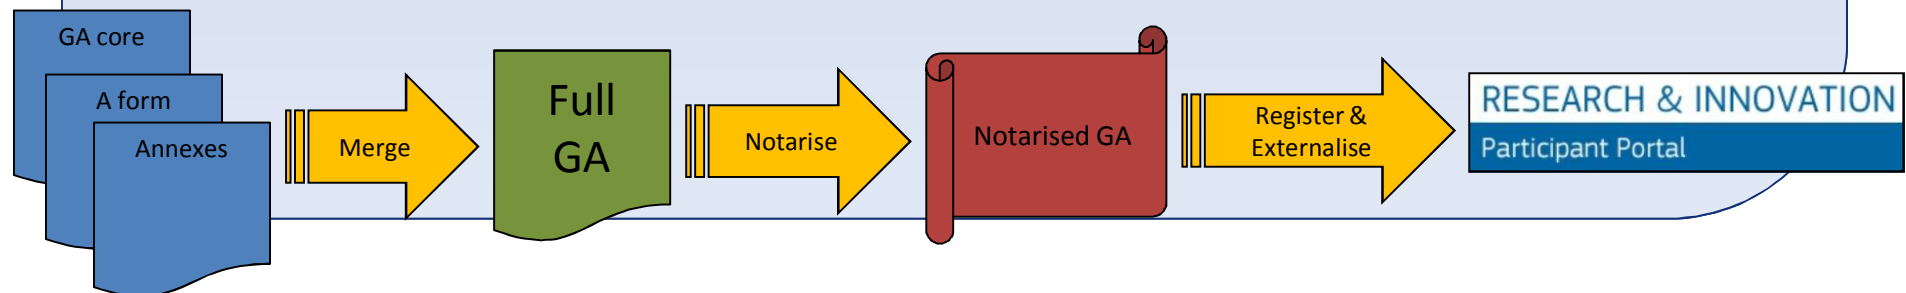 GA core
A form
Annexes
Merge
Full
GA
Notarise
Notarised GA
Register &
Externalise
RESEARCH & INNOVATION
Participant Portal